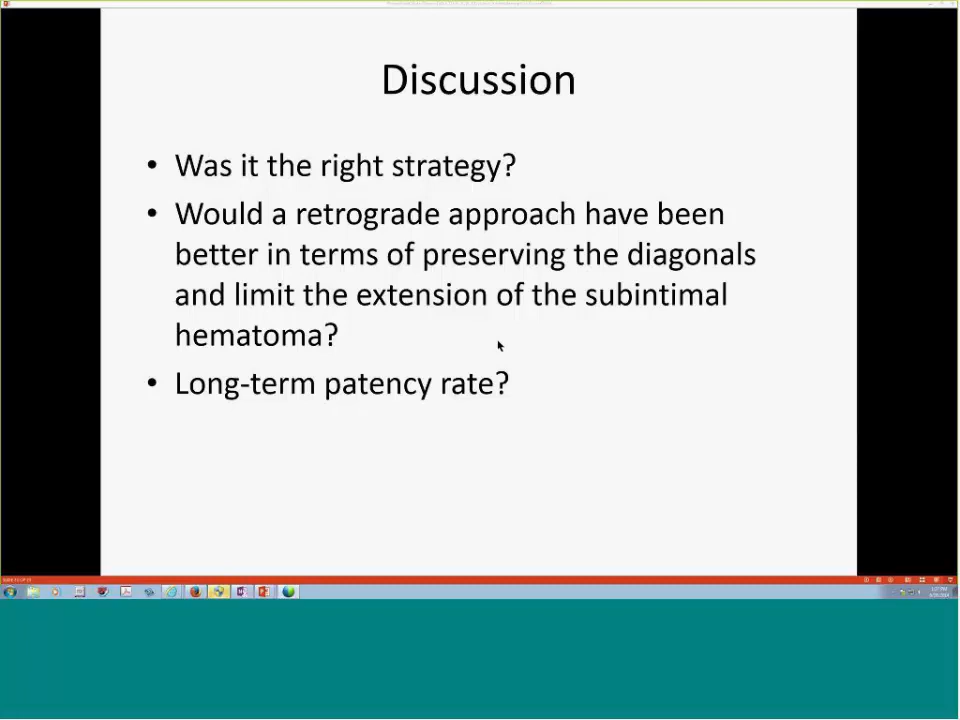 Discussion
• Was it the right strategy?
• Would a retrograde approach have been
better in terms of preserving the diagonals
and limit the extension of the subintimal
hematoma?
• Long-term patency rate?